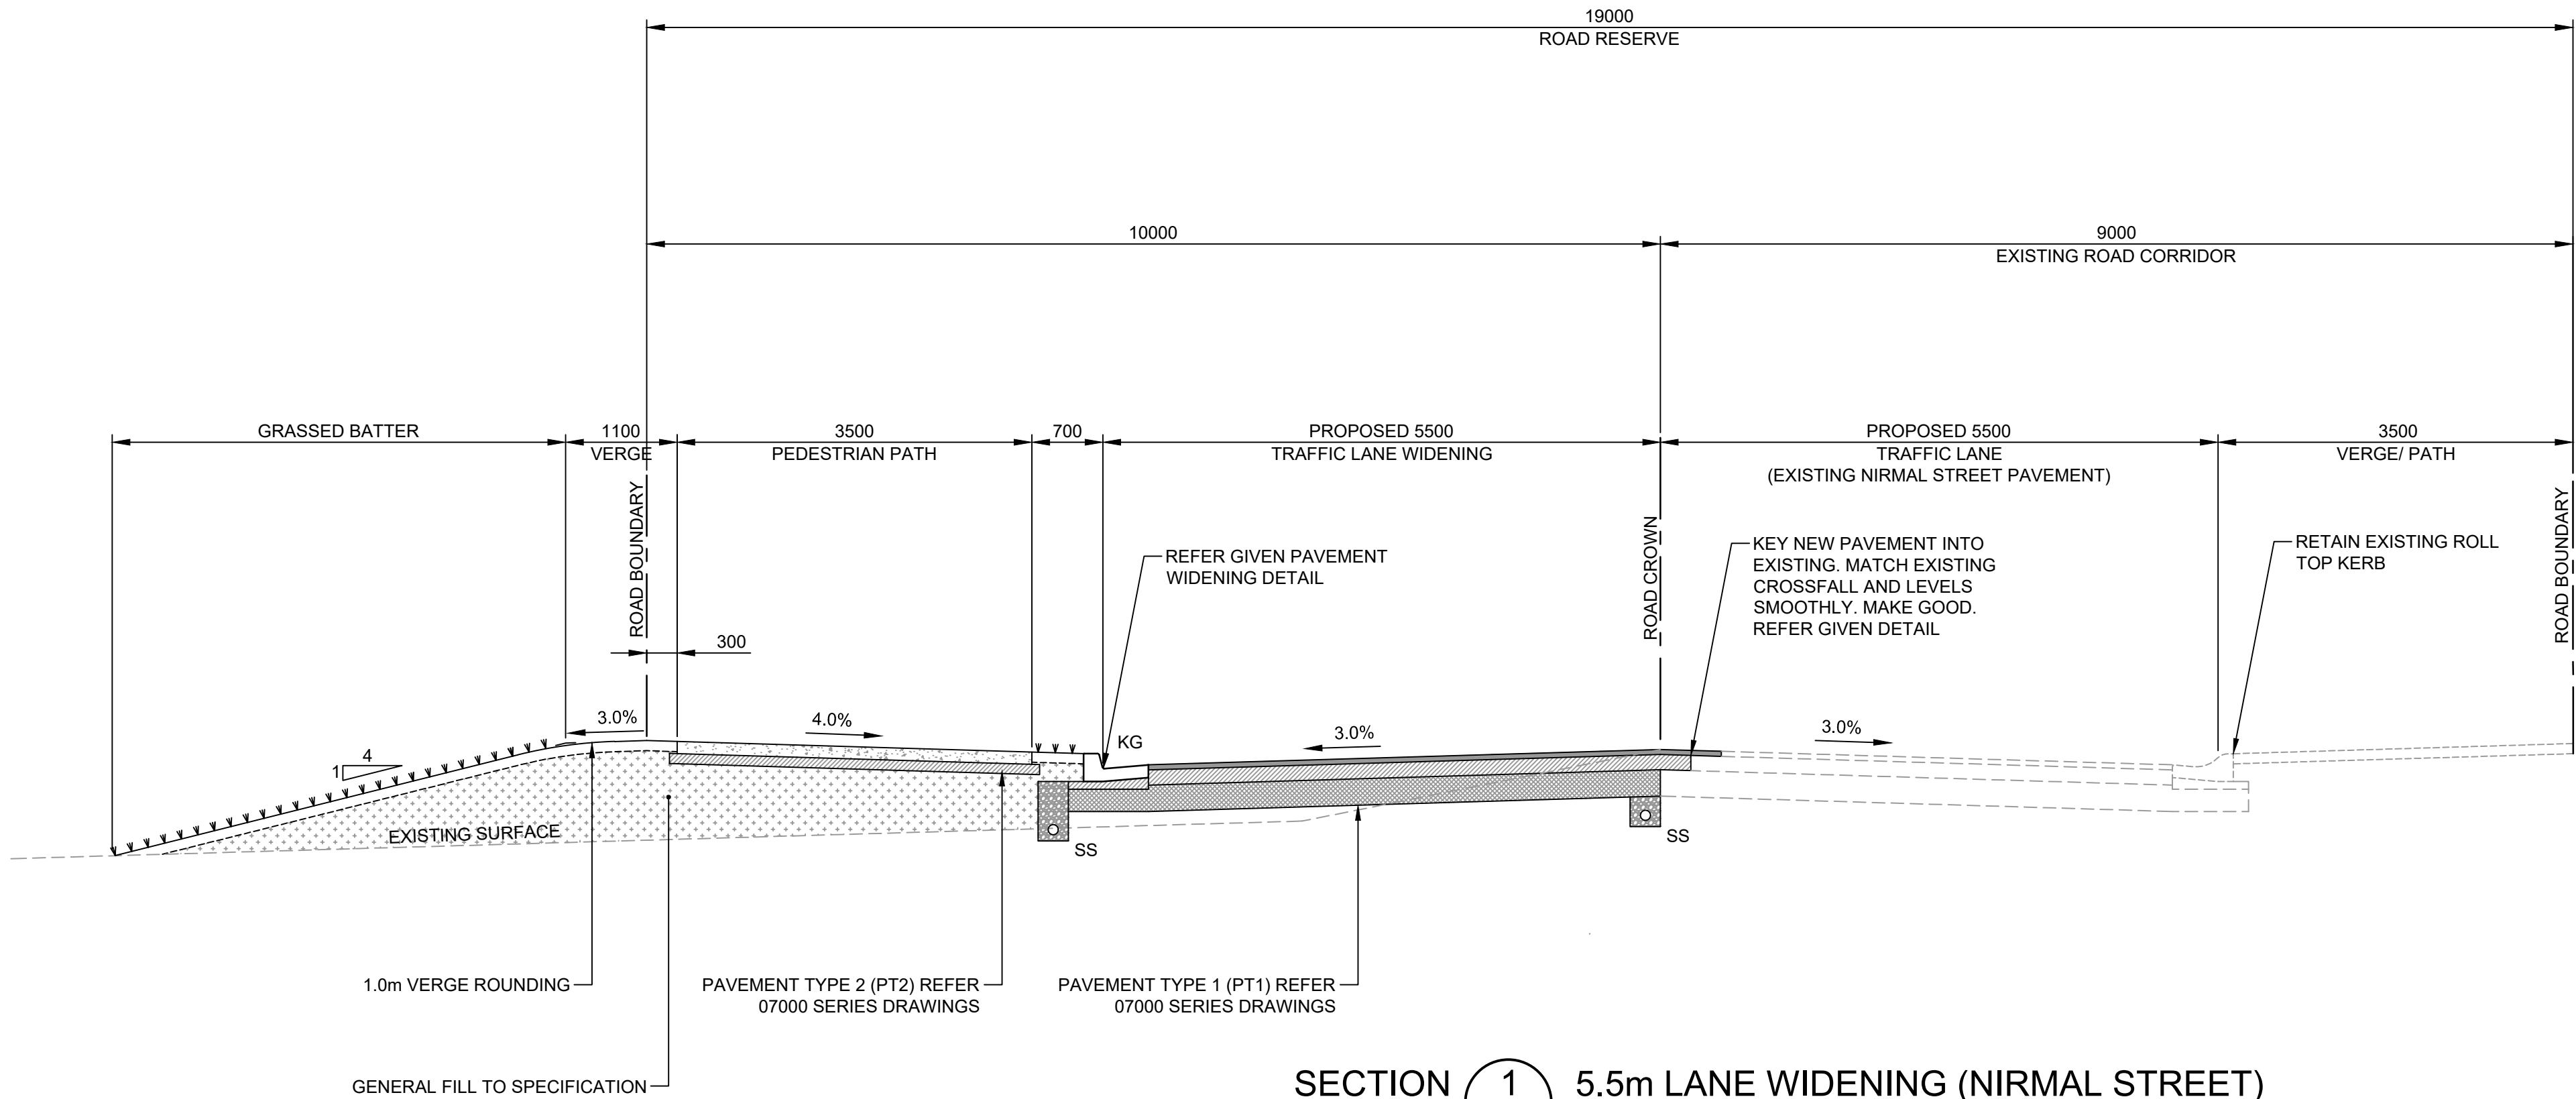 19000
ROAD RESERVE
10000
9000
EXISTING ROAD CORRIDOR
GRASSED BATTER
1100
VERGE
3500
PEDESTRIAN PATH
700
PROPOSED 5500
TRAFFIC LANE WIDENING
PROPOSED 5500
TRAFFIC LANE
(EXISTING NIRMAL STREET PAVEMENT)
3500
VERGE/ PATH
ROAD BOUNDARY
ROAD CROWN
ROAD BOUNDARY
REFER GIVEN PAVEMENT
WIDENING DETAIL
KEY NEW PAVEMENT INTO
EXISTING. MATCH EXISTING
CROSSFALL AND LEVELS
SMOOTHLY. MAKE GOOD.
REFER GIVEN DETAIL
RETAIN EXISTING ROLL
TOP KERB
300
3.0%
4.0%
KG
3.0%
3.0%
4
1
EXISTING SURFACE
SS
SS
1.0m VERGE ROUNDING
PAVEMENT TYPE 2 (PT2) REFER
07000 SERIES DRAWINGS
PAVEMENT TYPE 1 (PT1) REFER
07000 SERIES DRAWINGS
GENERAL FILL TO SPECIFICATION
SECTION 1 5.5m LANE WIDENING (NIRMAL STREET)